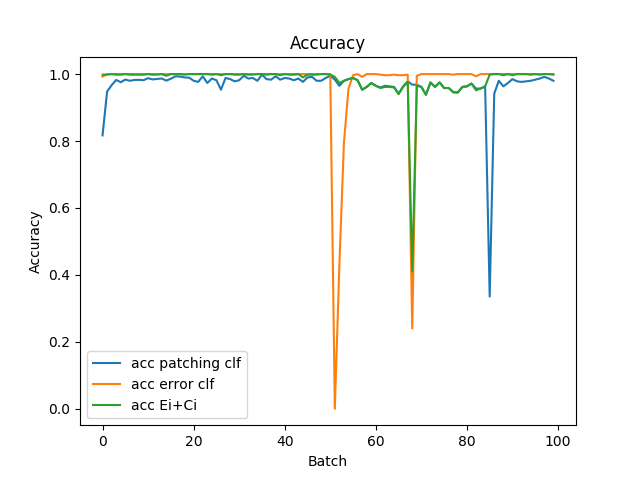 Accuracy
1.0
0.8
0.6
0.4
0.2
0.0
Accuracy
acc patching clf
acc error clf
acc Ei+Ci
0 20 40 60 80 100
Batch